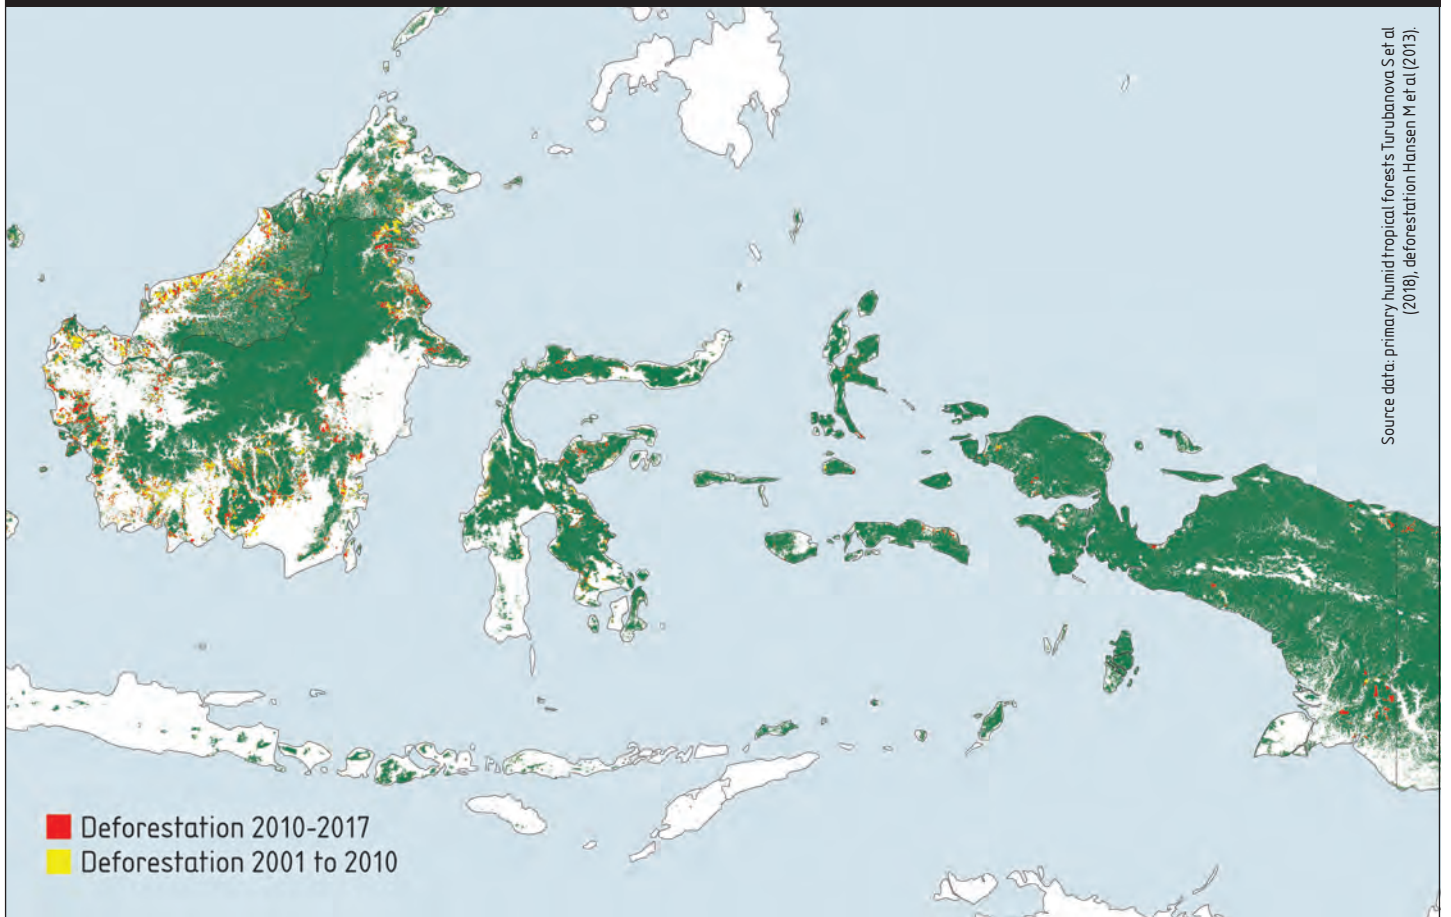 Source data: primary humid tropical forests Turubanova S et al
(2018), deforestation Hansen M et al (2013).
Deforestation 2010-2017
Deforestation 2001 to 2010